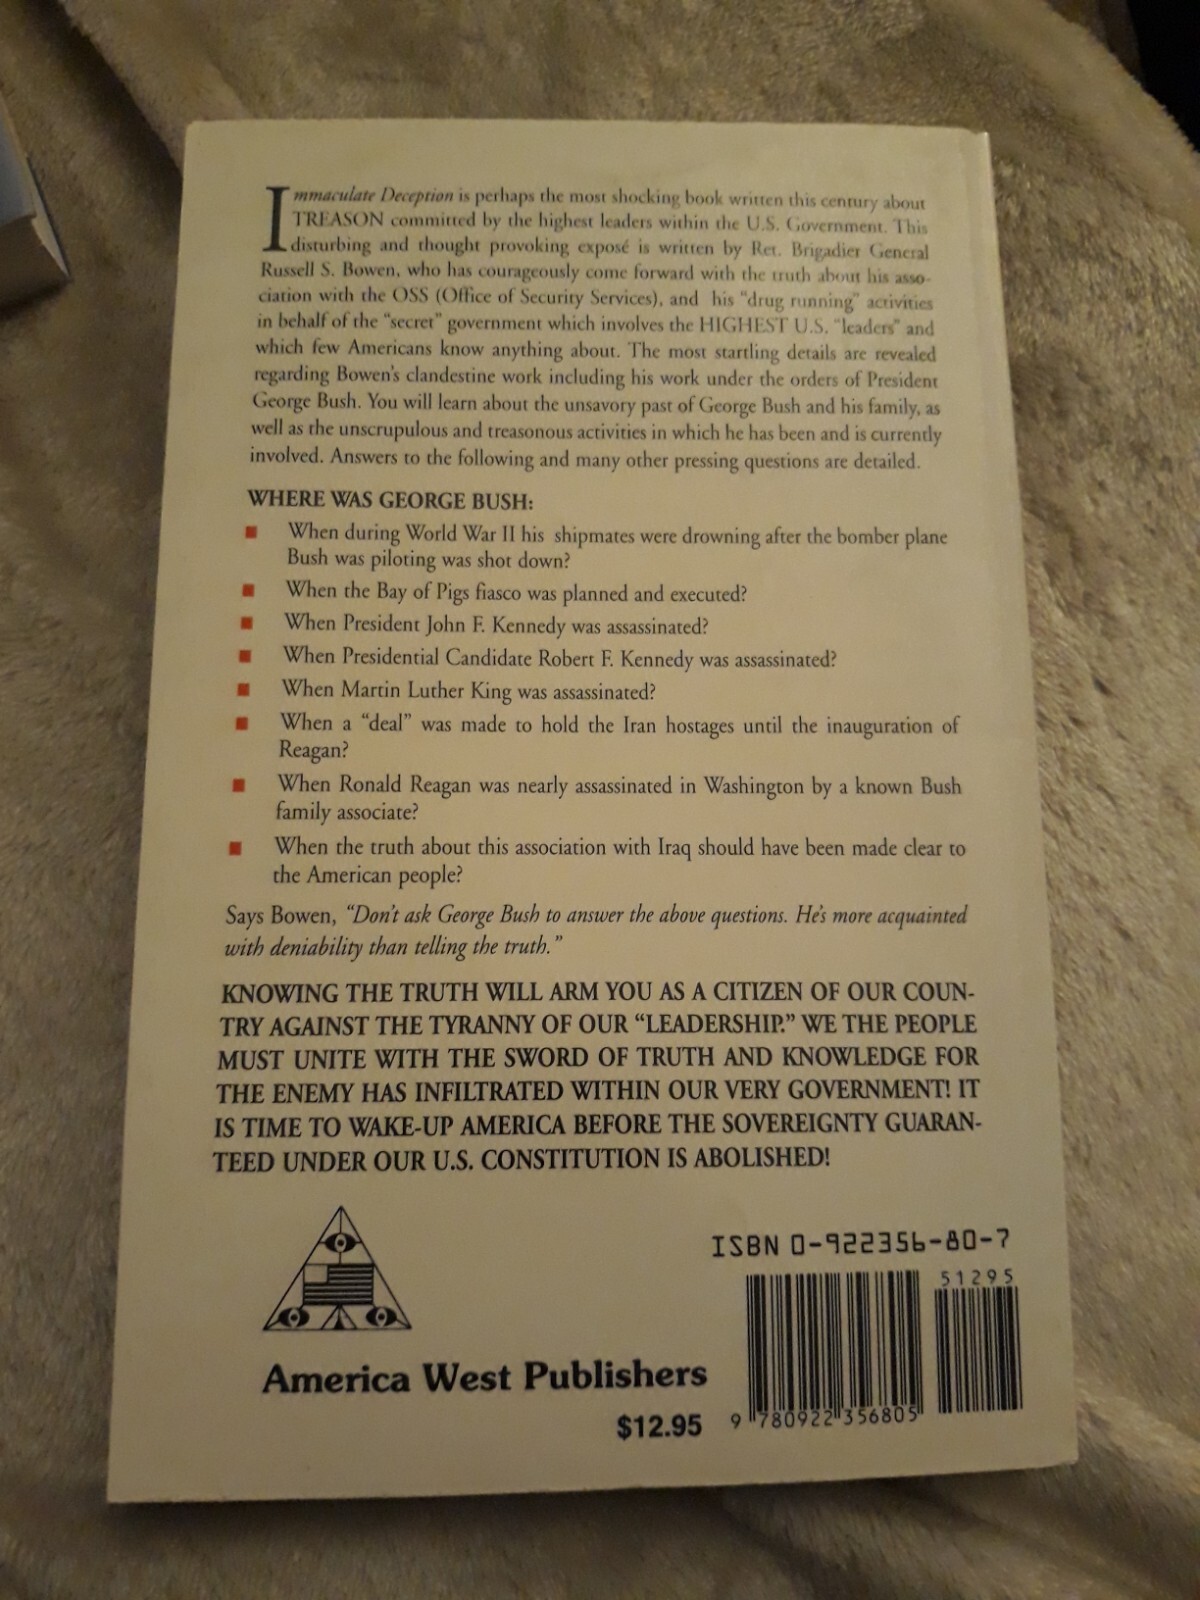 Immaculate Deception is perhaps the most shocking book written this century about
TREASON committed by the highest leaders within the U.S. Government. This
disturbing and thought provoking exposé is written by Ret. Brigadier General
Russell S. Bowen, who has courageously come forward with the truth about his asso-
ciation with the OSS (Office of Security Services), and his "drug running" activities
in behalf of the "secret" government which involves the HIGHEST U.S. "leaders" and
which few Americans know anything about. The most startling details are revealed
regarding Bowen's clandestine work including his work under the orders of President
George Bush. You will learn about the unsavory past of George Bush and his family, as
well as the unscrupulous and treasonous activities in which he has been and is currently
involved. Answers to the following and many other pressing questions are detailed.
WHERE WAS GEORGE BUSH:
■ When during World War II his shipmates were drowning after the bomber plane
Bush was piloting was shot down?
■ When the Bay of Pigs fiasco was planned and executed?
■ When President John F. Kennedy was assassinated?
■ When Presidential Candidate Robert F. Kennedy was assassinated?
■ When Martin Luther King was assassinated?
■ When a "deal" was made to hold the Iran hostages until the inauguration of
Reagan?
■ When Ronald Reagan was nearly assassinated in Washington by a known Bush
family associate?
■ When the truth about this association with Iraq should have been made clear to
the American people?
Says Bowen, "Don't ask George Bush to answer the above questions. He's more acquainted
with deniability than telling the truth."
KNOWING THE TRUTH WILL ARM YOU AS A CITIZEN OF OUR COUN-
TRY AGAINST THE TYRANNY OF OUR "LEADERSHIP." WE THE PEOPLE
MUST UNITE WITH THE SWORD OF TRUTH AND KNOWLEDGE FOR
THE ENEMY HAS INFILTRATED WITHIN OUR VERY GOVERNMENT! IT
IS TIME TO WAKE-UP AMERICA BEFORE THE SOVEREIGNTY GUARAN-
TEED UNDER OUR U.S. CONSTITUTION IS ABOLISHED!
America West Publishers
$12.95
ISBN 0-922356-80-7
51295
9 780922 356805